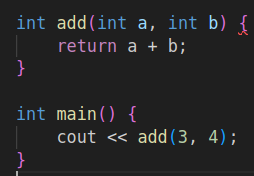 int add(int a, int b) {
    return a + b;
}

int main() {
    cout << add(3, 4);
}